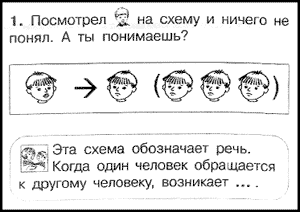 1. Посмотрел на схему и ничего не
понял. А ты понимаешь?
→ ( )
Эта схема обозначает речь.
Когда один человек обращается
к другому человеку, возникает ... .